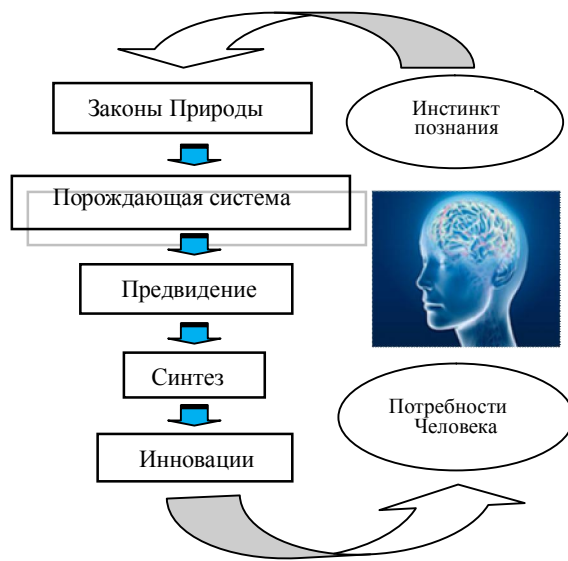 Законы Природы
Инстинкт
познания
Порождающая система
Предвидение
Синтез
Потребности
Человека
Инновации